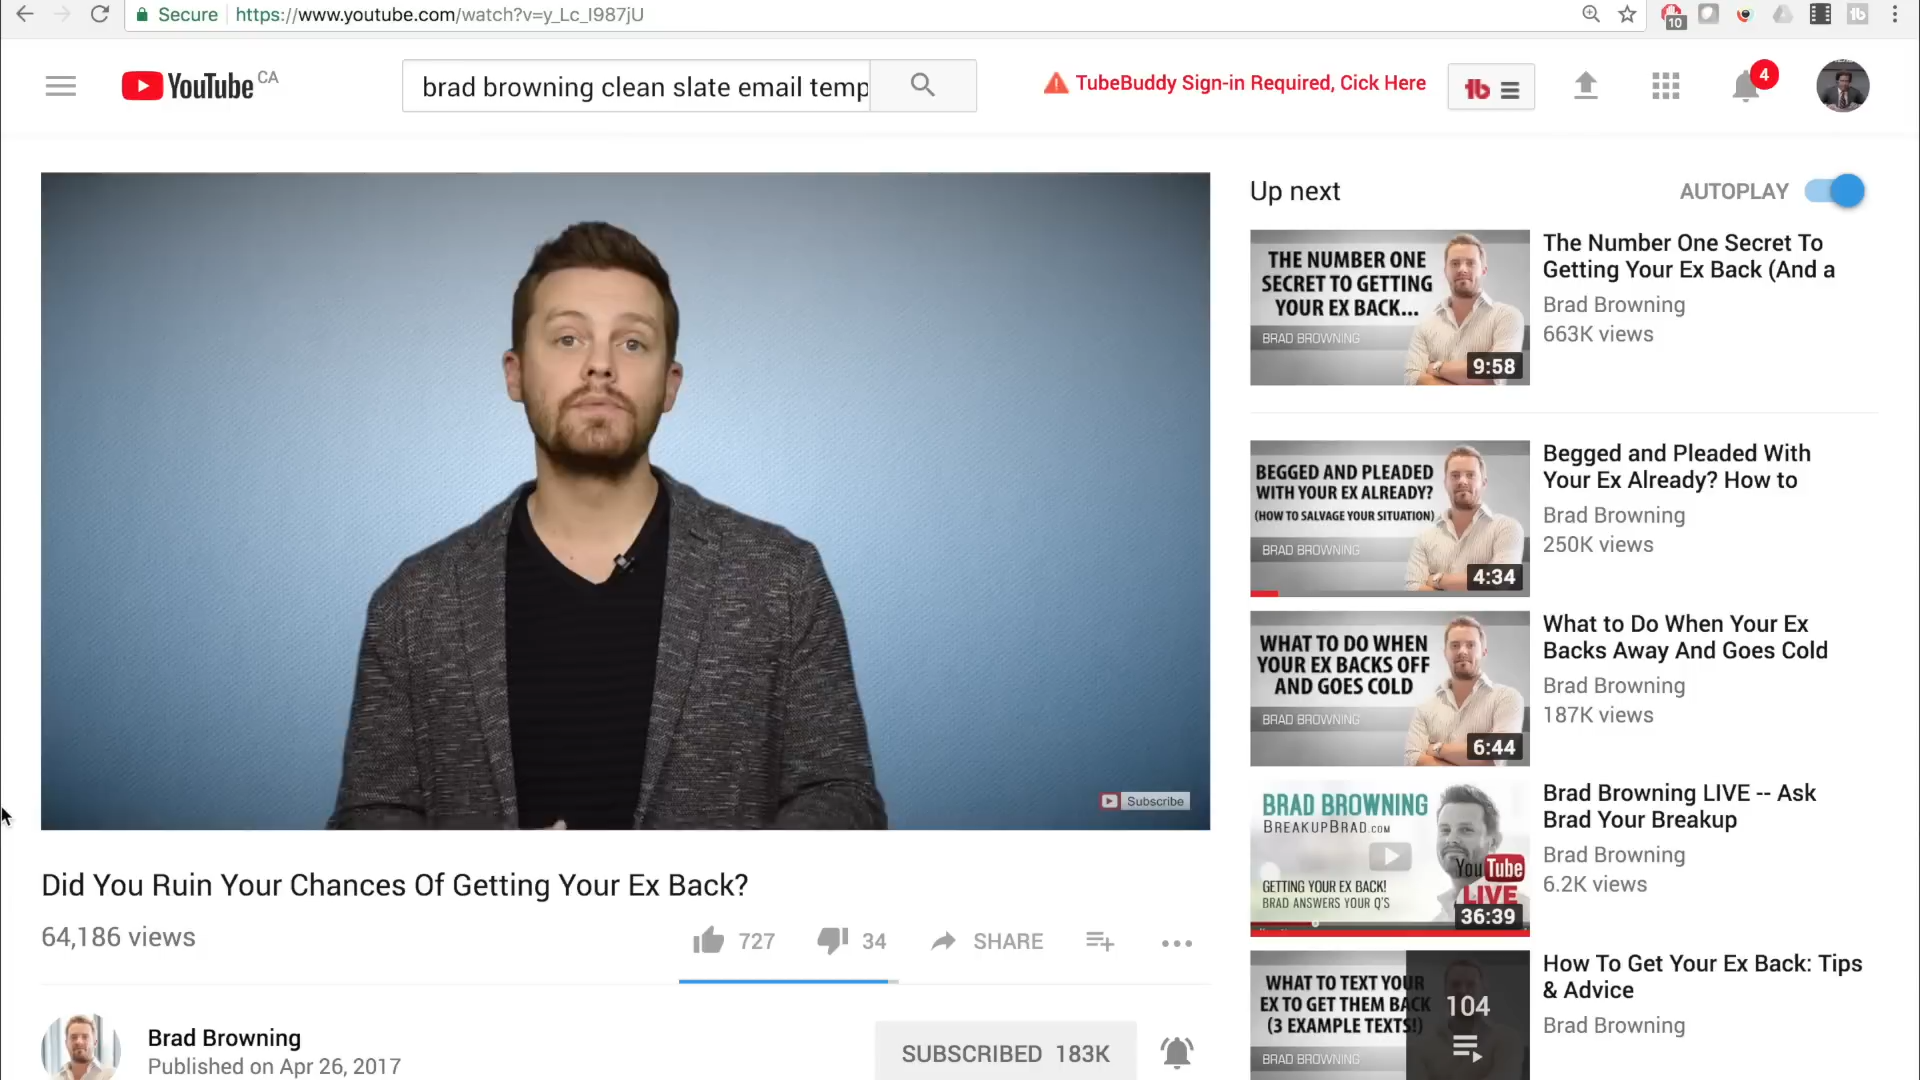 Secure https://www.youtube.com/watch?v=y_Lc_I987jU
10
YouTube CA
brad browning clean slate email temp
TubeBuddy Sign-in Required, Cick Here
4
Subscribe
Did You Ruin Your Chances Of Getting Your Ex Back?
64,186 views
727
34
SHARE
Brad Browning
Published on Apr 26, 2017
SUBSCRIBED 183K
Up next
AUTOPLAY
THE NUMBER ONE
SECRET TO GETTING
YOUR EX BACK...
BRAD BROWNING
9:58
The Number One Secret To
Getting Your Ex Back (And a
Brad Browning
663K views
BEGGED AND PLEADED
WITH YOUR EX ALREADY?
(HOW TO SALVAGE YOUR SITUATION)
BRAD BROWNING
4:34
Begged and Pleaded With
Your Ex Already? How to
Brad Browning
250K views
WHAT TO DO WHEN
YOUR EX BACKS OFF
AND GOES COLD
BRAD BROWNING
6:44
What to Do When Your Ex
Backs Away And Goes Cold
Brad Browning
187K views
BRAD BROWNING
BREAKUPBRAD.COM
YouTube
LIVE
GETTING YOUR EX BACK!
BRAD ANSWERS YOUR Q'S
36:39
Brad Browning LIVE -- Ask
Brad Your Breakup
Brad Browning
6.2K views
WHAT TO TEXT YOUR
EX TO GET THEM BACK
(3 EXAMPLE TEXTS!)
BRAD BROWNING
104
How To Get Your Ex Back: Tips
& Advice
Brad Browning